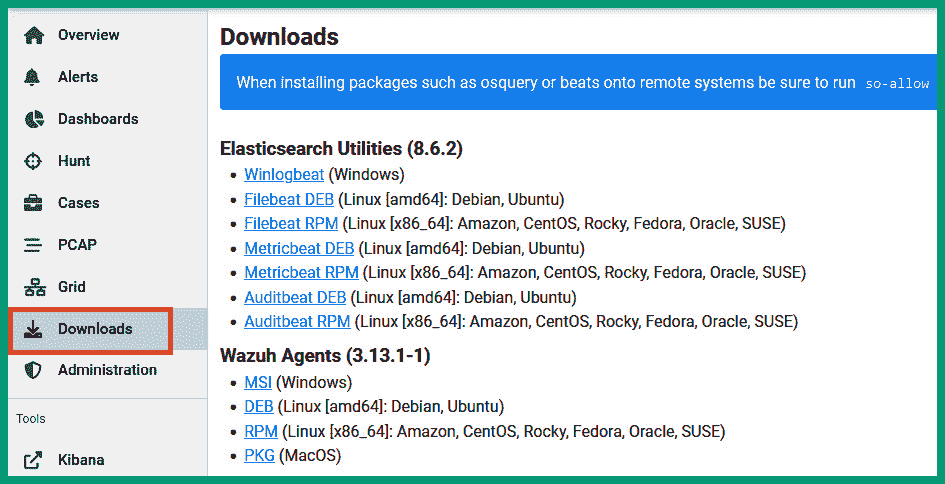 Overview
Alerts
Dashboards
Hunt
Cases
PCAP
Grid
Downloads
Administration
Tools
Kibana
Downloads
When installing packages such as osquery or beats onto remote systems be sure to run so-allow
Elasticsearch Utilities (8.6.2)
Winlogbeat (Windows)
Filebeat DEB (Linux [amd64]: Debian, Ubuntu)
Filebeat RPM (Linux [x86_64]: Amazon, CentOS, Rocky, Fedora, Oracle, SUSE)
Metricbeat DEB (Linux [amd64]: Debian, Ubuntu)
Metricbeat RPM (Linux [x86_64]: Amazon, CentOS, Rocky, Fedora, Oracle, SUSE)
Auditbeat DEB (Linux [amd64]: Debian, Ubuntu)
Auditbeat RPM (Linux [x86_64]: Amazon, CentOS, Rocky, Fedora, Oracle, SUSE)
Wazuh Agents (3.13.1-1)
MSI (Windows)
DEB (Linux [amd64]: Debian, Ubuntu)
RPM (Linux [x86_64]: Amazon, CentOS, Rocky, Fedora, Oracle, SUSE)
PKG (MacOS)